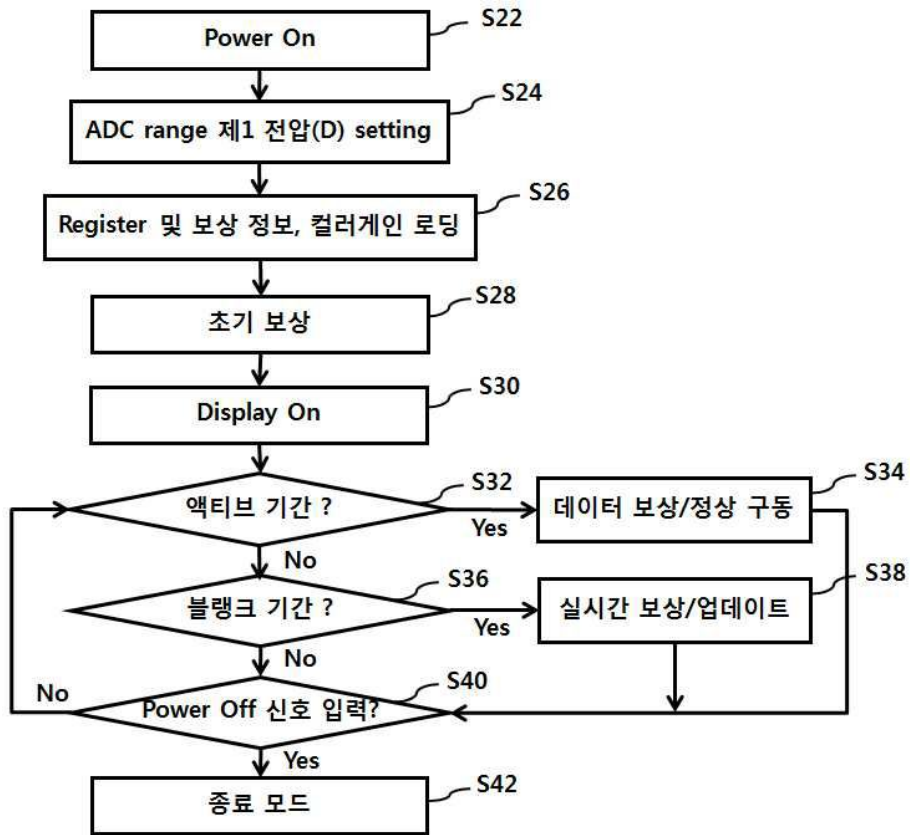 Power On
S22
ADC range 제1 전압(D) setting
S24
Register 및 보상 정보, 컬러게인 로딩
S26
초기 보상
S28
Display On
S30
액티브 기간 ?
S32
Yes
데이터 보상/정상 구동
S34
No
블랭크 기간 ?
S36
Yes
실시간 보상/업데이트
S38
No
Power Off 신호 입력?
S40
No
Yes
종료 모드
S42